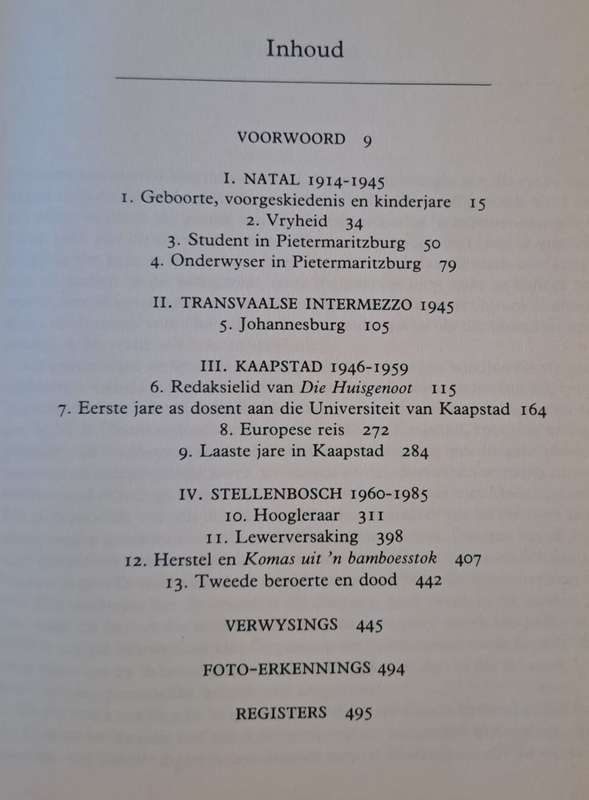 Inhoud
VOORWOORD 9
I. NATAL 1914-1945
1. Geboorte, voorgeskiedenis en kinderjare 15
2. Vryheid 34
3. Student in Pietermaritzburg 50
4. Onderwyser in Pietermaritzburg 79
II. TRANSVAALSE INTERMEZZO 1945
5. Johannesburg 105
III. KAAPSTAD 1946-1959
6. Redaksielid van Die Huisgenoot 115
7. Eerste jare as dosent aan die Universiteit van Kaapstad 164
8. Europese reis 272
9. Laaste jare in Kaapstad 284
IV. STELLENBOSCH 1960-1985
10. Hoogleraar 311
11. Lewerversaking 398
12. Herstel en Komas uit 'n bamboesstok 407
13. Tweede beroerte en dood 442
VERWYSINGS 445
FOTO-ERKENNINGS 494
REGISTERS 495